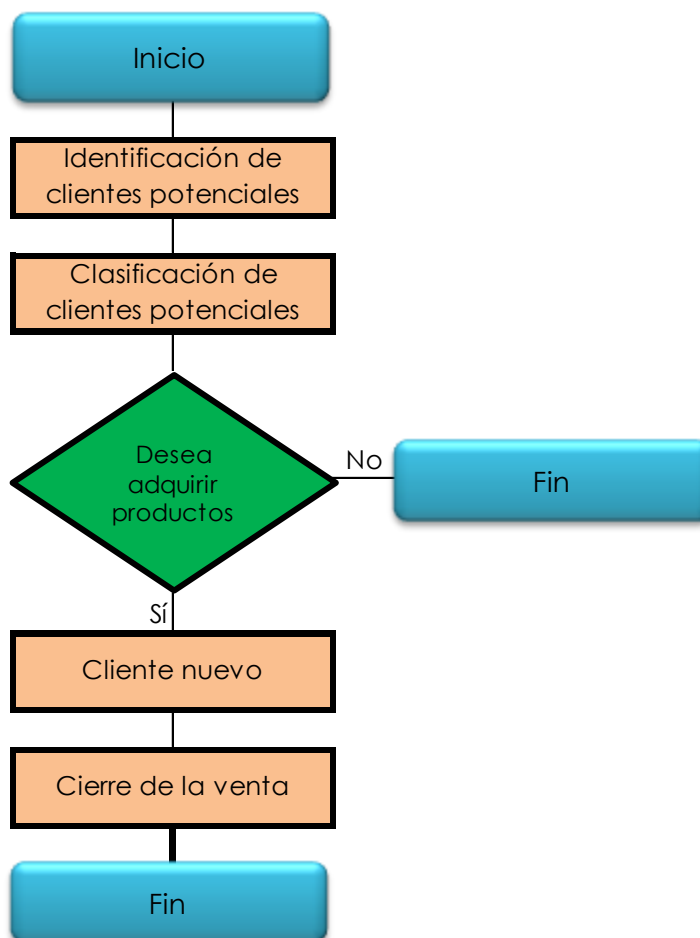 Inicio
Identificación de
clientes potenciales
Clasificación de
clientes potenciales
Desea
adquirir
productos
No
Fin
Sí
Cliente nuevo
Cierre de la venta
Fin